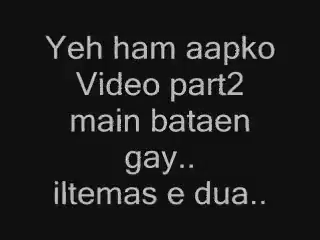 Yeh ham aapko
Video part2
main bataen
gay..
iltemas e dua..